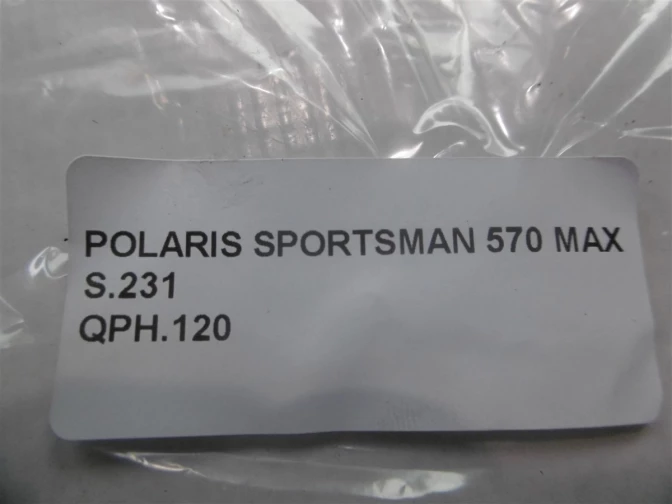 POLARIS SPORTSMAN 570 MAX
S.231
QPH.120